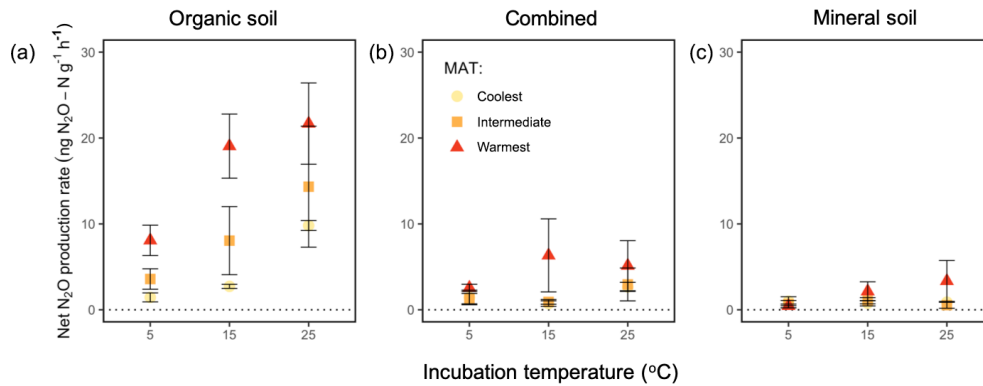 Organic soil
Combined
Mineral soil
(a)
(b)
(c)
Net N₂O production rate (ng N₂O – N g⁻¹ h⁻¹)
30
20
10
0
5
15
25
30
20
10
0
MAT:
Coolest
Intermediate
Warmest
5
15
25
30
20
10
0
5
15
25
Incubation temperature (°C)